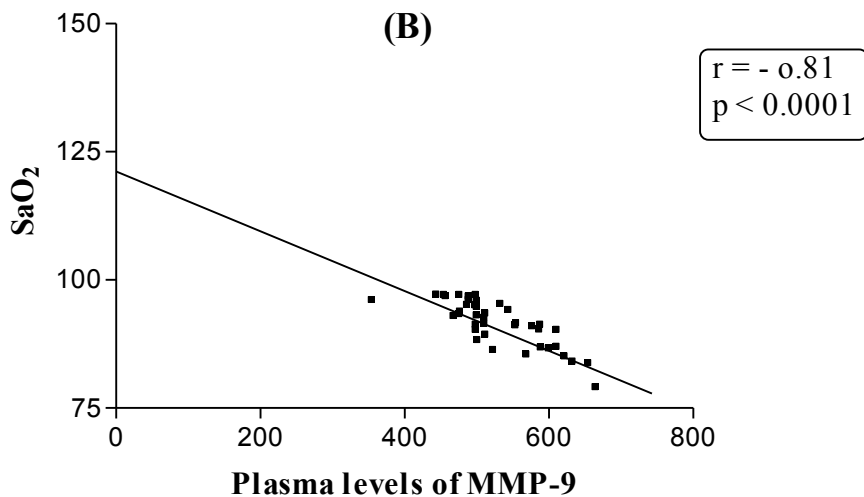 (B)
150
125
100
75
SaO₂
0
200
400
600
800
Plasma levels of MMP-9
r = - o.81
p < 0.0001